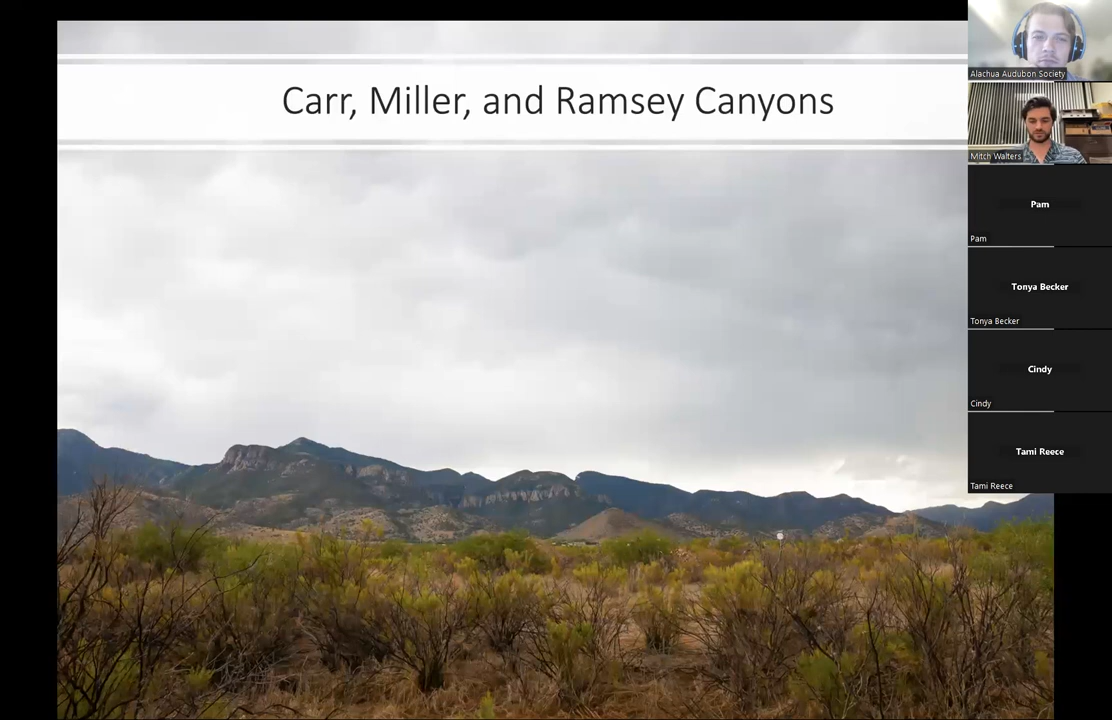 Carr, Miller, and Ramsey Canyons
Alachua Audubon Society
Mitch Walters
Pam
Pam
Tonya Becker
Tonya Becker
Cindy
Cindy
Tami Reece
Tami Reece